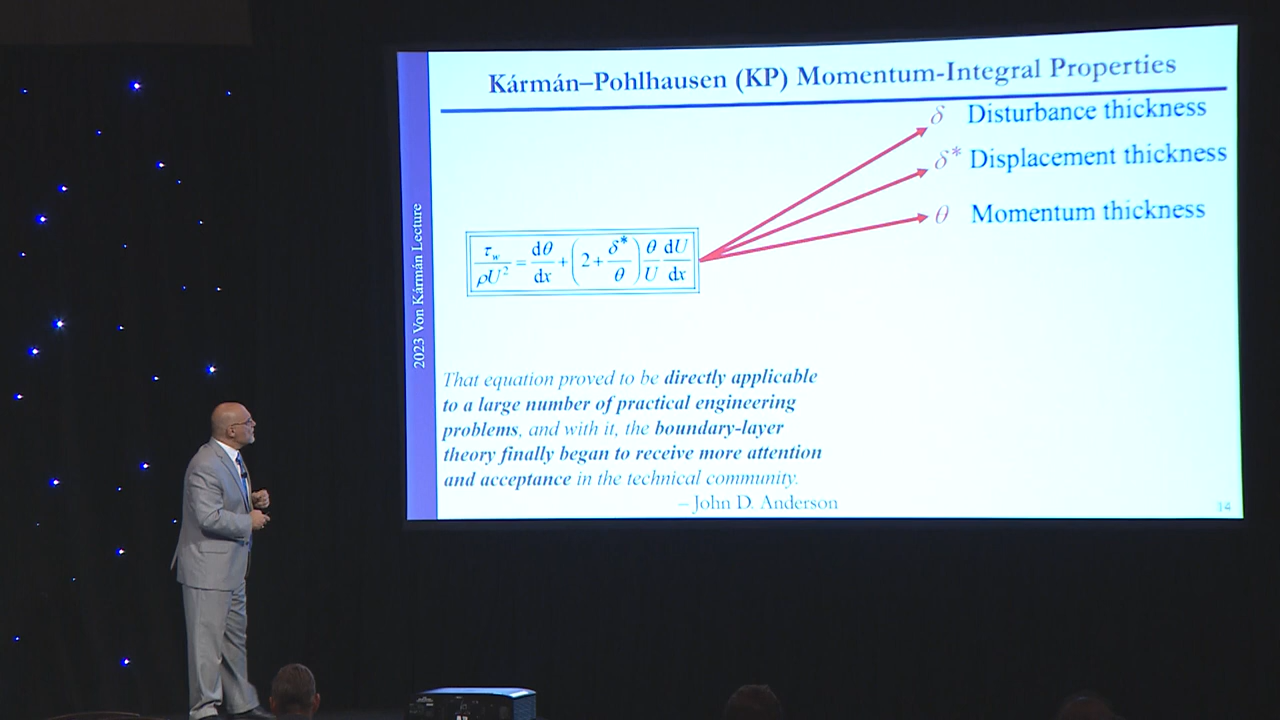 Kármán–Pohlhausen (KP) Momentum-Integral Properties
δ Disturbance thickness
δ* Displacement thickness
θ Momentum thickness
τw/ρU² = dθ/dx + (2 + δ*/θ) θ/U dU/dx
2023 Von Kármán Lecture
That equation proved to be directly applicable
to a large number of practical engineering
problems, and with it, the boundary-layer
theory finally began to receive more attention
and acceptance in the technical community.
– John D. Anderson
14